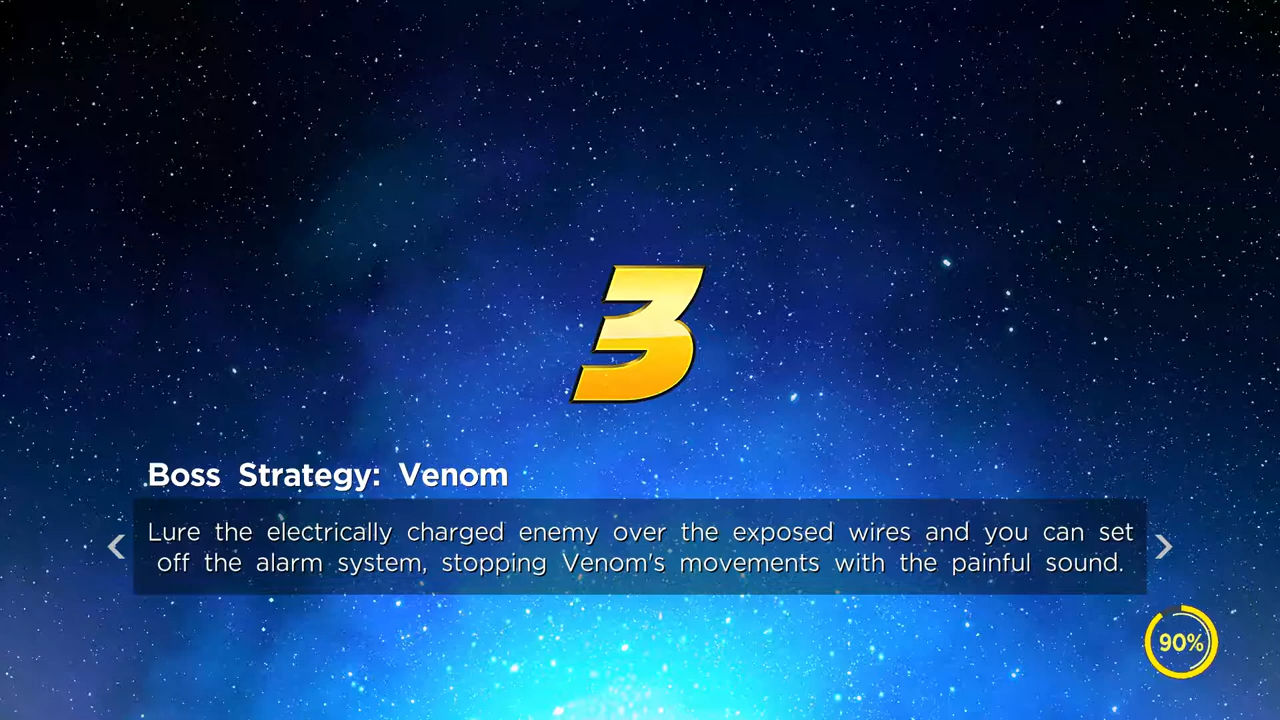 3
Boss Strategy: Venom
Lure the electrically charged enemy over the exposed wires and you can set
off the alarm system, stopping Venom's movements with the painful sound.
90%